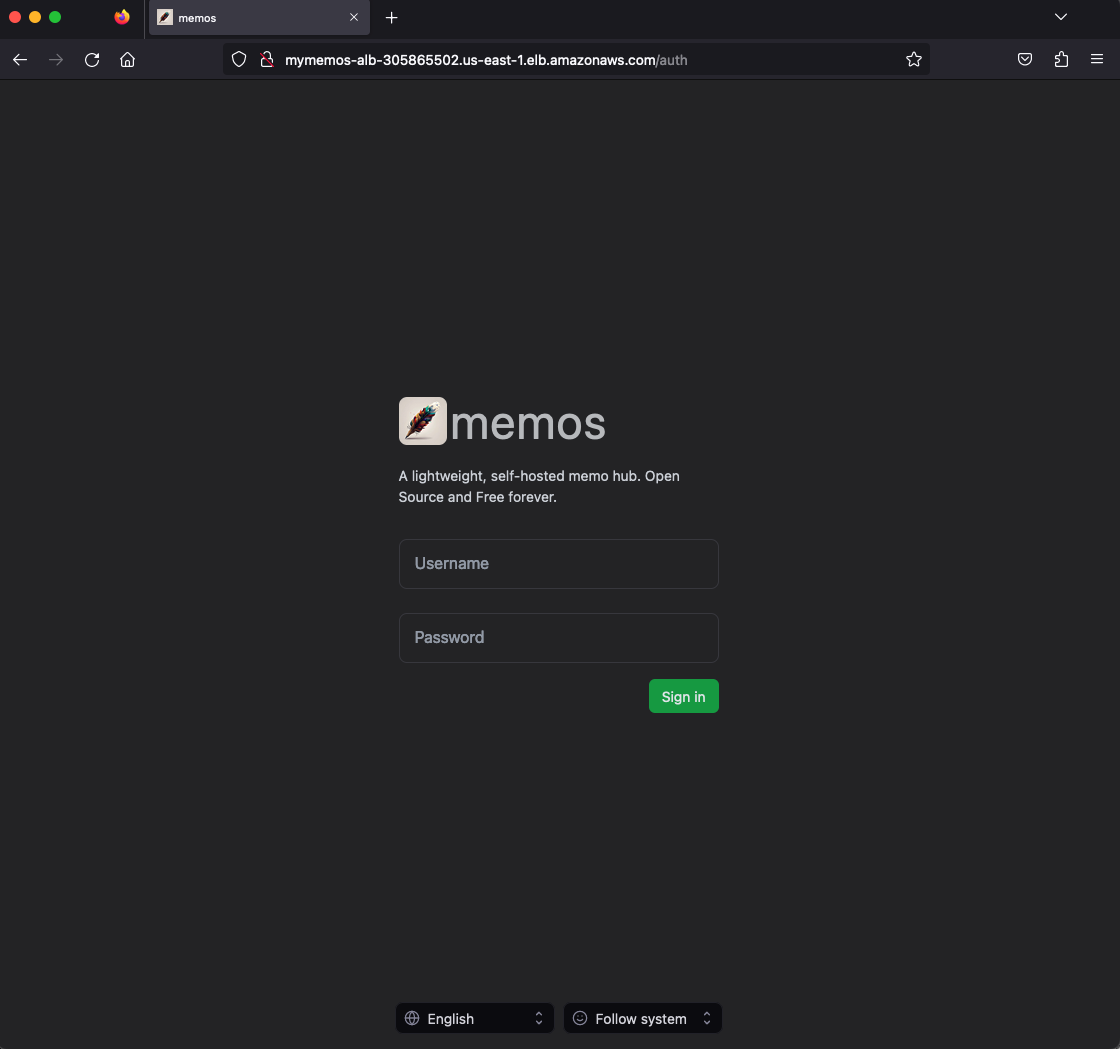 memos
mymemos-alb-305865502.us-east-1.elb.amazonaws.com/auth
memos
A lightweight, self-hosted memo hub. Open
Source and Free forever.
Username
Password
Sign in
English
Follow system